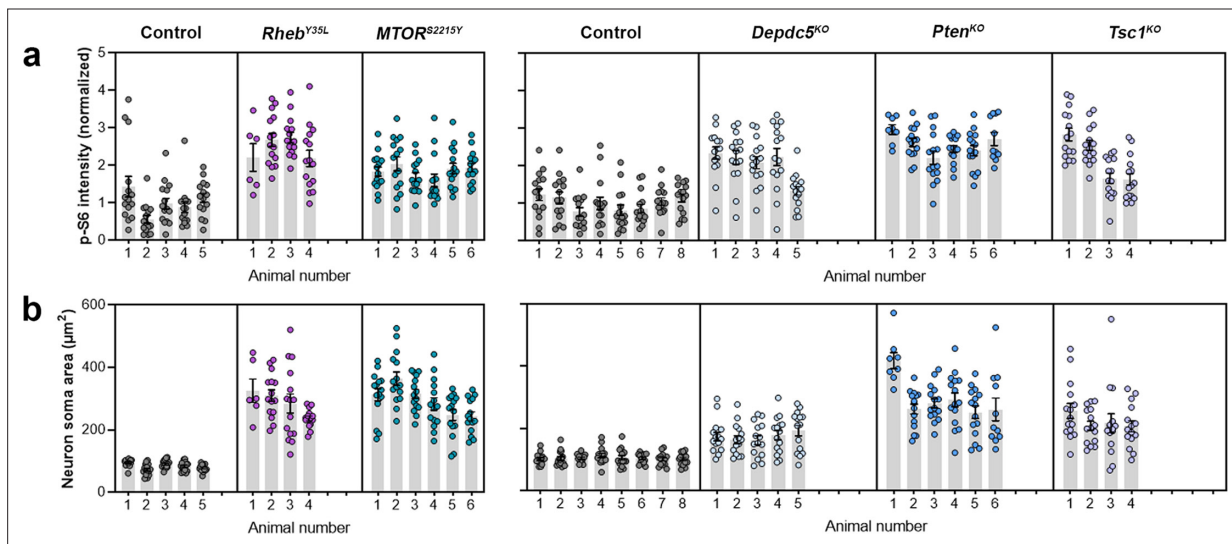 Control Rheb^Y35L MTOR^S2215Y Control Depdc5^KO Pten^KO Tsc1^KO
a
p-S6 intensity (normalized)
5
4
3
2
1
0
1 2 3 4 5 1 2 3 4 1 2 3 4 5 6 1 2 3 4 5 6 7 8 1 2 3 4 5 1 2 3 4 5 6 1 2 3 4
Animal number Animal number
b
Neuron soma area (µm²)
600
400
200
0
1 2 3 4 5 1 2 3 4 1 2 3 4 5 6 1 2 3 4 5 6 7 8 1 2 3 4 5 1 2 3 4 5 6 1 2 3 4
Animal number Animal number